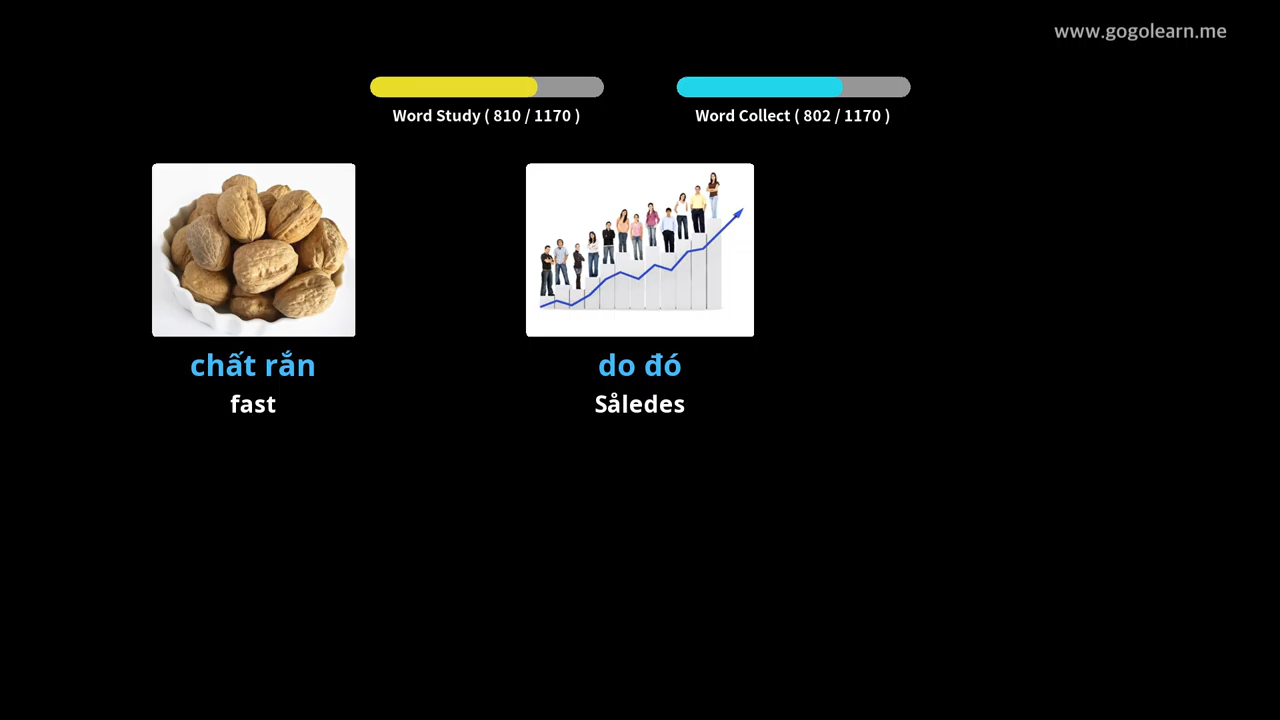 www.gogolearn.me
Word Study ( 810 / 1170 )
Word Collect ( 802 / 1170 )
chất rắn
fast
do đó
Således